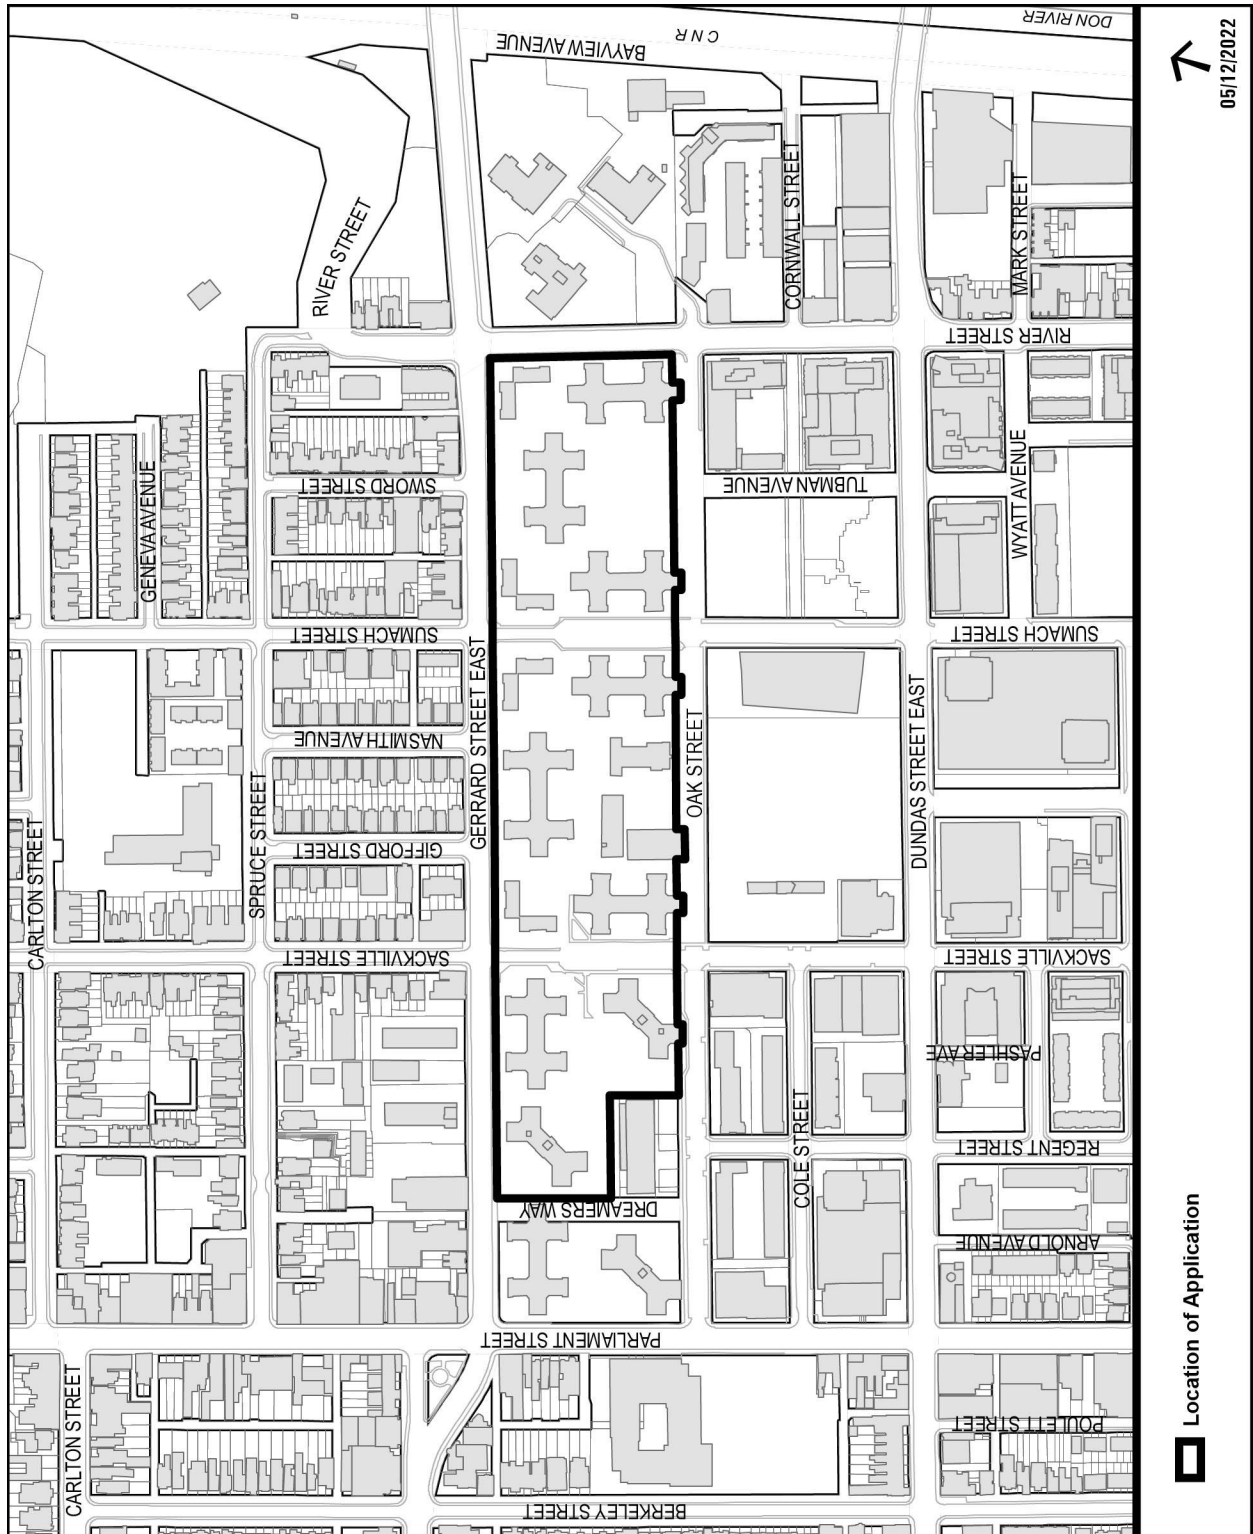 DON RIVER
C N R
BAYVIEW AVENUE
RIVER STREET
CORNWALL STREET
MARK STREET
RIVER STREET
GENEVA AVENUE
SWORD STREET
TUBMAN AVENUE
WYATT AVENUE
SUMACH STREET
SUMACH STREET
GERRARD STREET EAST
NASMITH AVENUE
OAK STREET
DUNDAS STREET EAST
SPRUCE STREET
GIFFORD STREET
CARLTON STREET
SACKVILLE STREET
SACKVILLE STREET
PASHLER AVE
COLE STREET
REGENT STREET
DREAMERS WAY
ARNOLD AVENUE
PARLIAMENT STREET
CARLTON STREET
POULETT STREET
BERKELEY STREET
Location of Application
05/12/2022